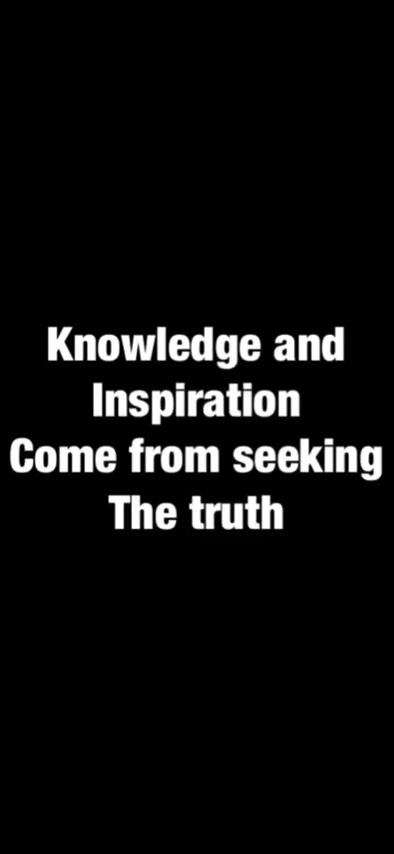 Knowledge and
Inspiration
Come from seeking
The truth